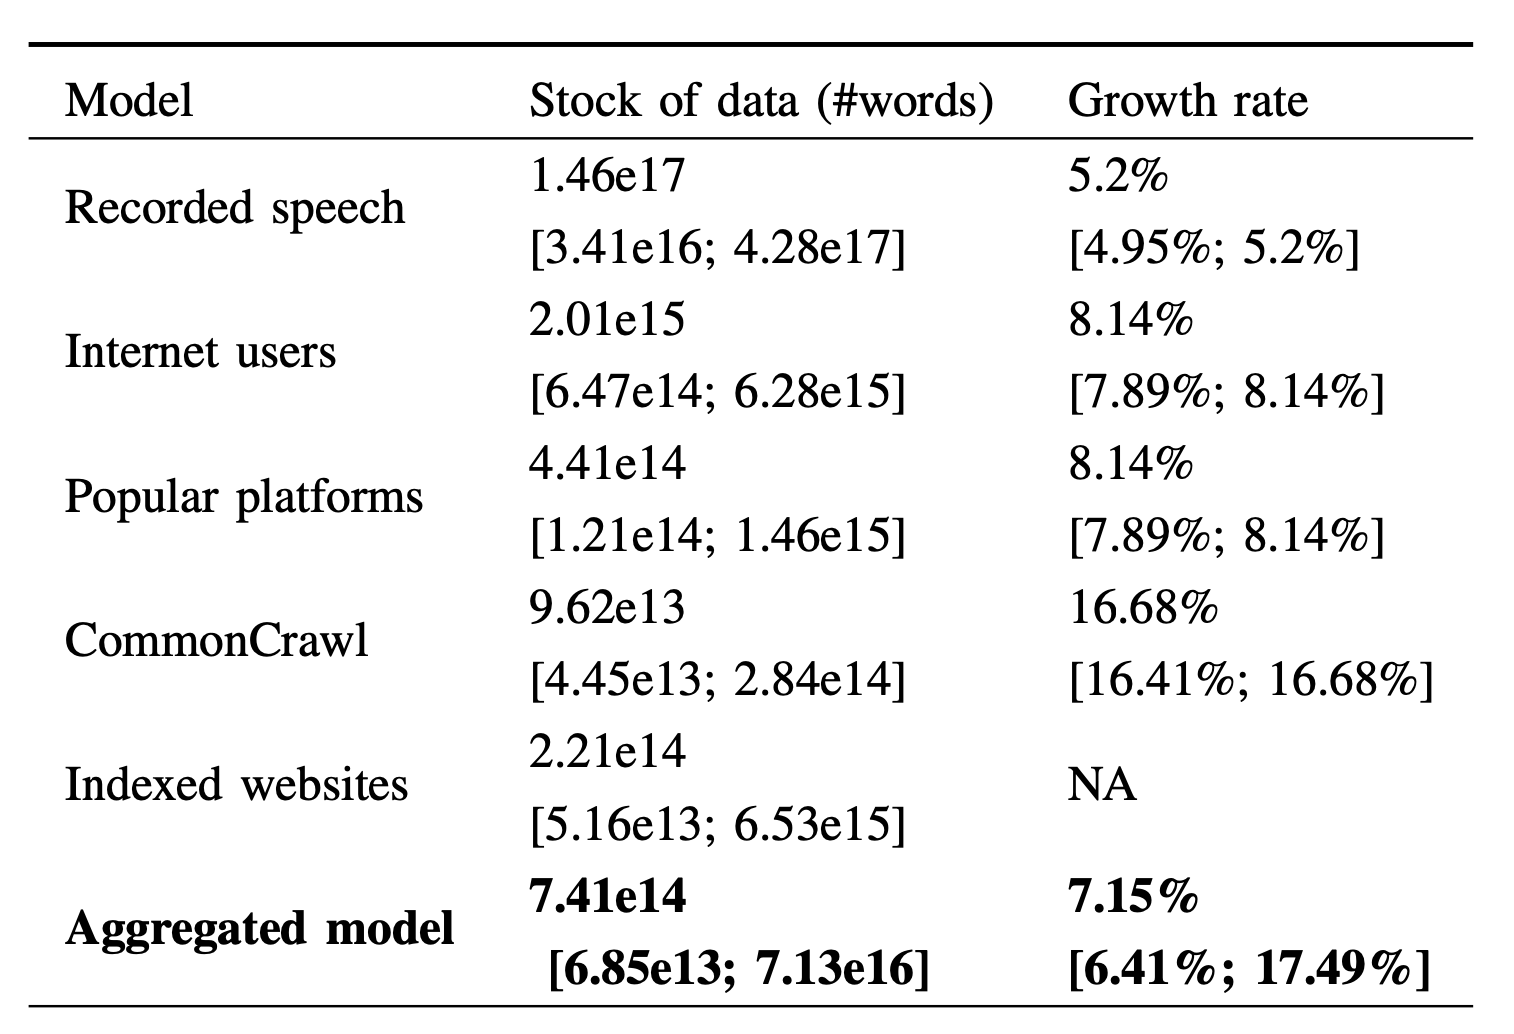 Model Stock of data (#words) Growth rate
1.46e17 5.2%
Recorded speech
[3.41e16; 4.28e17] [4.95%; 5.2%]
2.01e15 8.14%
Internet users
[6.47e14; 6.28e15] [7.89%; 8.14%]
4.41e14 8.14%
Popular platforms
[1.21e14; 1.46e15] [7.89%; 8.14%]
9.62e13 16.68%
CommonCrawl
[4.45e13; 2.84e14] [16.41%; 16.68%]
2.21e14
Indexed websites NA
[5.16e13; 6.53e15]
7.41e14 7.15%
Aggregated model
[6.85e13; 7.13e16] [6.41%; 17.49%]